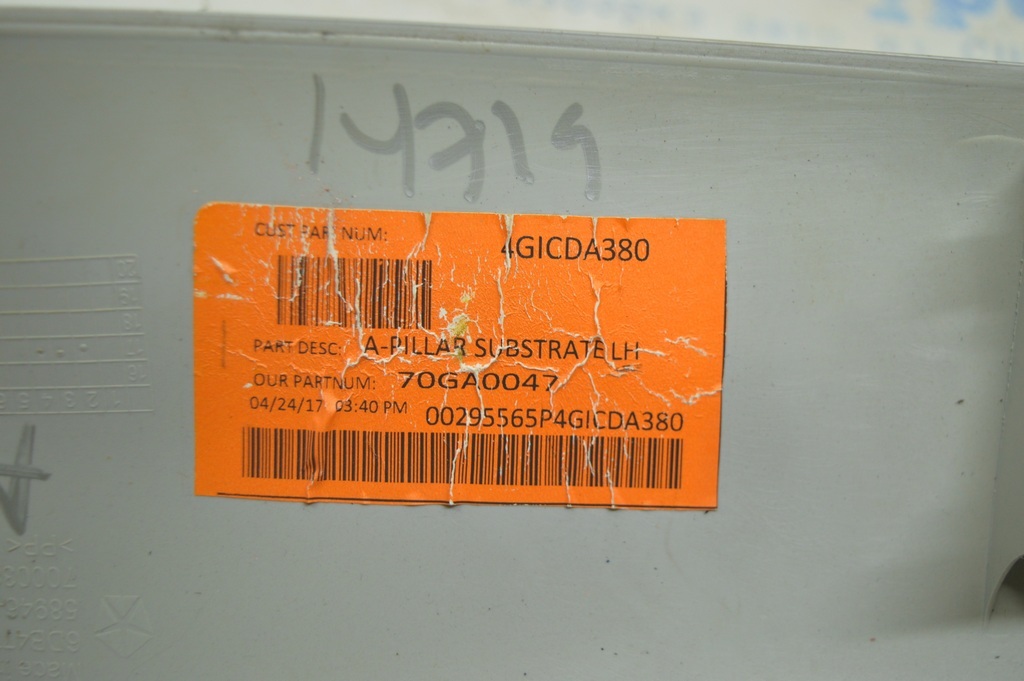 14719
CUST PART NUM:
4GICDA380
PART DESC: A-PILLAR SUBSTRATE LH
OUR PARTNUM: 70GA0047
04/24/17 03:40 PM 00295565P4GICDA380
>PP<